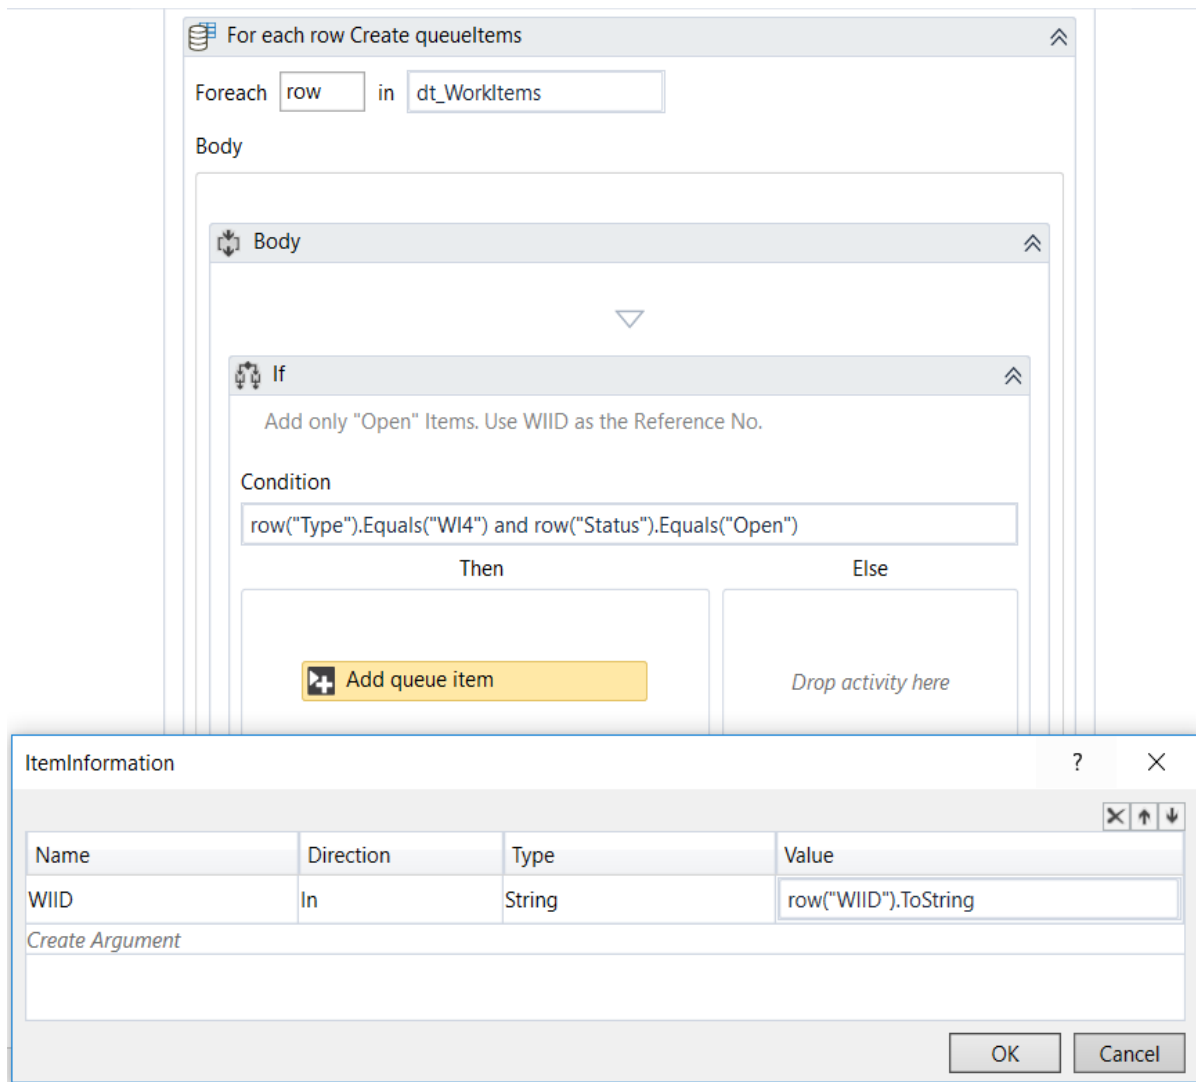 For each row Create queueItems
Foreach row in dt_WorkItems
Body
Body
If
Add only "Open" Items. Use WIID as the Reference No.
Condition
row("Type").Equals("WI4") and row("Status").Equals("Open")
Then Else
Add queue item
Drop activity here
ItemInformation ?
Name Direction Type Value
WIID In String row("WIID").ToString
Create Argument
OK Cancel